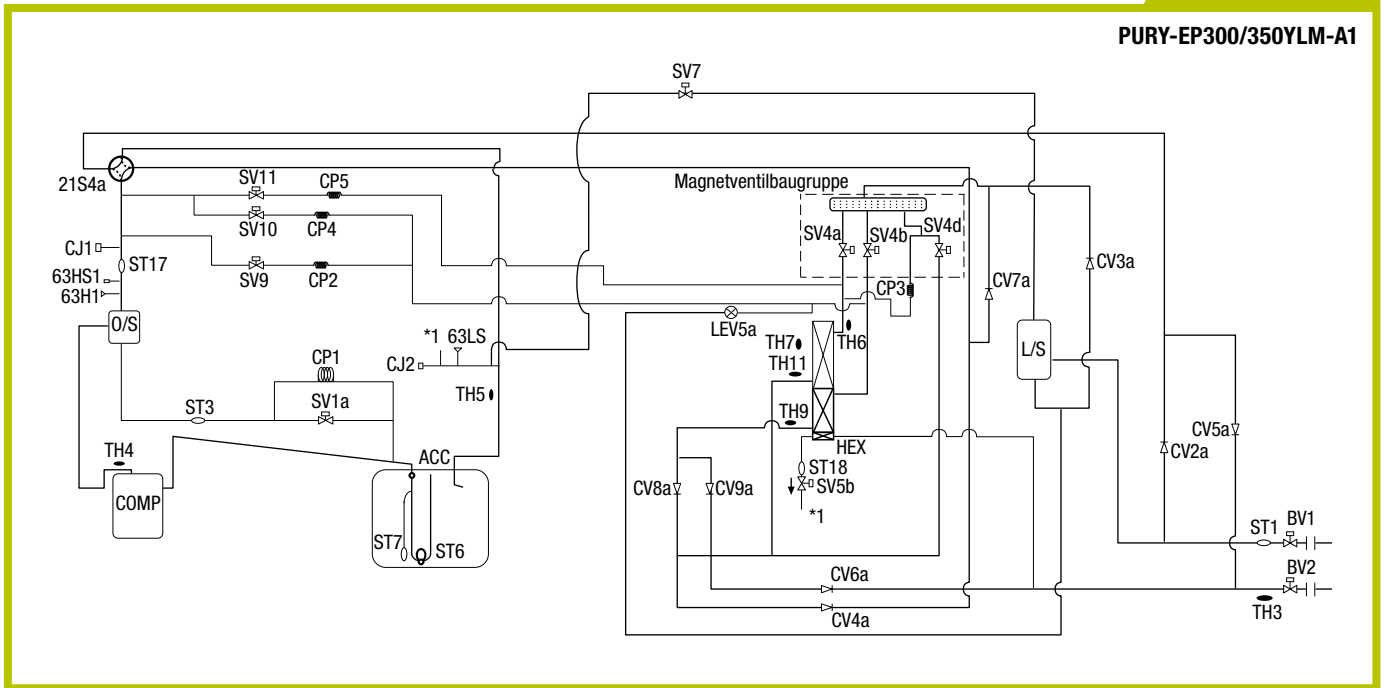 PURY-EP300/350YLM-A1
SV7
21S4a
SV11
CP5
Magnetventilbaugruppe
SV10
CP4
SV4a
SV4b
SV4d
CJ1
ST17
SV9
CP2
CV7a
CV3a
63HS1
63H1
CP3
O/S
LEV5a
*1
63LS
TH7
TH6
L/S
CP1
CJ2
TH11
TH5
SV1a
ST3
TH9
CV5a
HEX
CV2a
TH4
ACC
ST18
CV8a
CV9a
SV5b
COMP
*1
ST1
BV1
ST7
ST6
BV2
CV6a
TH3
CV4a